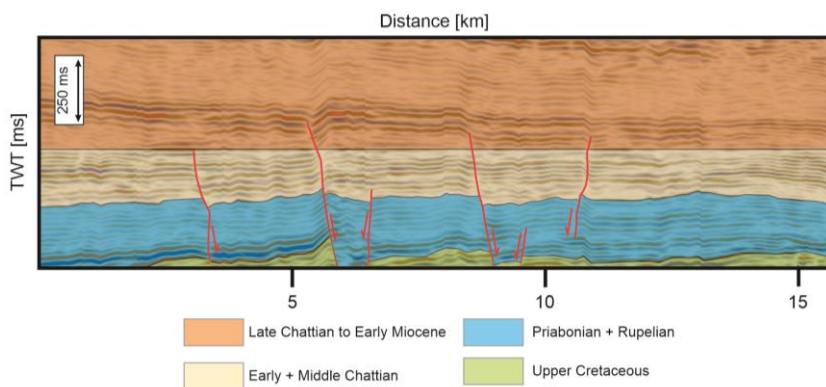 Distance [km]
250 ms
TWT [ms]
5
10
15
Late Chattian to Early Miocene
Priabonian + Rupelian
Early + Middle Chattian
Upper Cretaceous